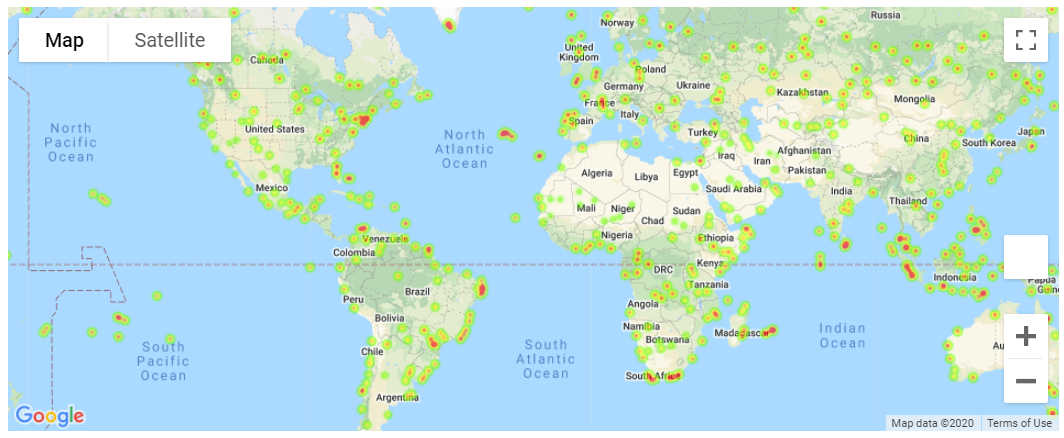 Map
Satellite
Norway
Russia
Canada
United
Kingdom
Poland
Germany
Ukraine
Kazakhstan
Mongolia
France
Italy
Spain
Turkey
North
Pacific
Ocean
United States
North
Atlantic
Ocean
China
Japan
South Korea
Iraq
Iran
Afghanistan
Pakistan
Algeria
Libya
Egypt
Saudi Arabia
India
Mexico
Mali
Niger
Chad
Sudan
Thailand
Nigeria
Ethiopia
Venezuela
Colombia
DRC
Kenya
Indonesia
Papua
Guin
Tanzania
Peru
Brazil
Angola
Bolivia
Namibia
Botswana
Madagascar
Indian
Ocean
South
Pacific
Ocean
Chile
South
Atlantic
Ocean
South Africa
Au
Argentina
Google
Map data ©2020
Terms of Use